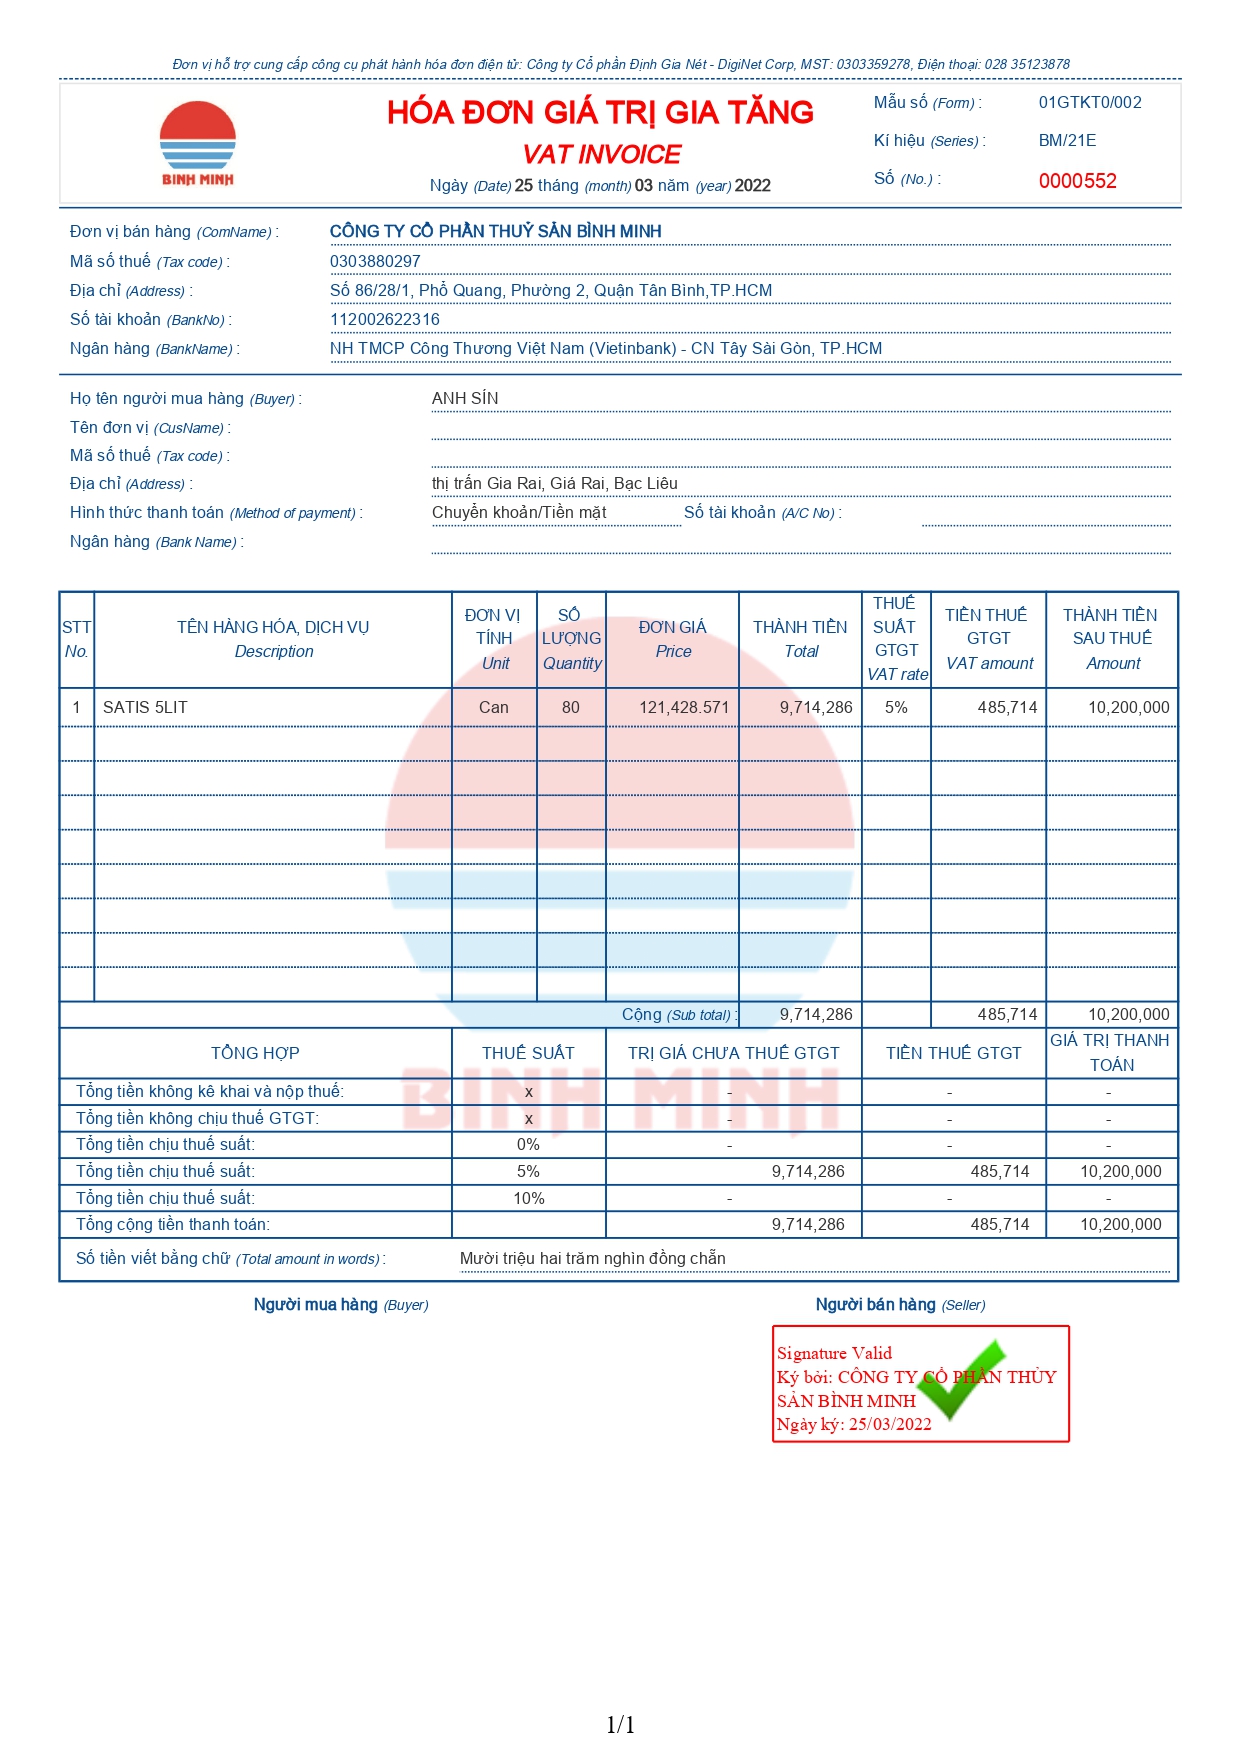 Đơn vị hỗ trợ cung cấp công cụ phát hành hóa đơn điện tử: Công ty Cổ phần Định Gia Nét - DigiNet Corp, MST: 0303359278, Điện thoại: 028 35123878
BINH MINH
HÓA ĐƠN GIÁ TRỊ GIA TĂNG
VAT INVOICE
Ngày (Date) 25 tháng (month) 03 năm (year) 2022
Mẫu số (Form) : 01GTKT0/002
Kí hiệu (Series) : BM/21E
Số (No.) : 0000552
Đơn vị bán hàng (ComName) : CÔNG TY CỔ PHẦN THUỶ SẢN BÌNH MINH
Mã số thuế (Tax code) : 0303880297
Địa chỉ (Address) : Số 86/28/1, Phổ Quang, Phường 2, Quận Tân Bình,TP.HCM
Số tài khoản (BankNo) : 112002622316
Ngân hàng (BankName) : NH TMCP Công Thương Việt Nam (Vietinbank) - CN Tây Sài Gòn, TP.HCM
Họ tên người mua hàng (Buyer) : ANH SÍN
Tên đơn vị (CusName) :
Mã số thuế (Tax code) :
Địa chỉ (Address) : thị trấn Gia Rai, Giá Rai, Bạc Liêu
Hình thức thanh toán (Method of payment) : Chuyển khoản/Tiền mặt Số tài khoản (A/C No) :
Ngân hàng (Bank Name) :
STT No. TÊN HÀNG HÓA, DỊCH VỤ Description ĐƠN VỊ TÍNH Unit SỐ LƯỢNG Quantity ĐƠN GIÁ Price THÀNH TIỀN Total THUẾ SUẤT GTGT VAT rate TIỀN THUẾ GTGT VAT amount THÀNH TIỀN SAU THUẾ Amount
1 SATIS 5LIT Can 80 121,428.571 9,714,286 5% 485,714 10,200,000
Cộng (Sub total) : 9,714,286 485,714 10,200,000
TỔNG HỢP THUẾ SUẤT TRỊ GIÁ CHƯA THUẾ GTGT TIỀN THUẾ GTGT GIÁ TRỊ THANH TOÁN
BINH MINH
Tổng tiền không kê khai và nộp thuế: x - - -
Tổng tiền không chịu thuế GTGT: x - - -
Tổng tiền chịu thuế suất: 0% - - -
Tổng tiền chịu thuế suất: 5% 9,714,286 485,714 10,200,000
Tổng tiền chịu thuế suất: 10% - - -
Tổng cộng tiền thanh toán: 9,714,286 485,714 10,200,000
Số tiền viết bằng chữ (Total amount in words) : Mười triệu hai trăm nghìn đồng chẵn
Người mua hàng (Buyer) Người bán hàng (Seller)
Signature Valid
Ký bởi: CÔNG TY CỔ PHẦN THỦY
SẢN BÌNH MINH
Ngày ký: 25/03/2022
1/1